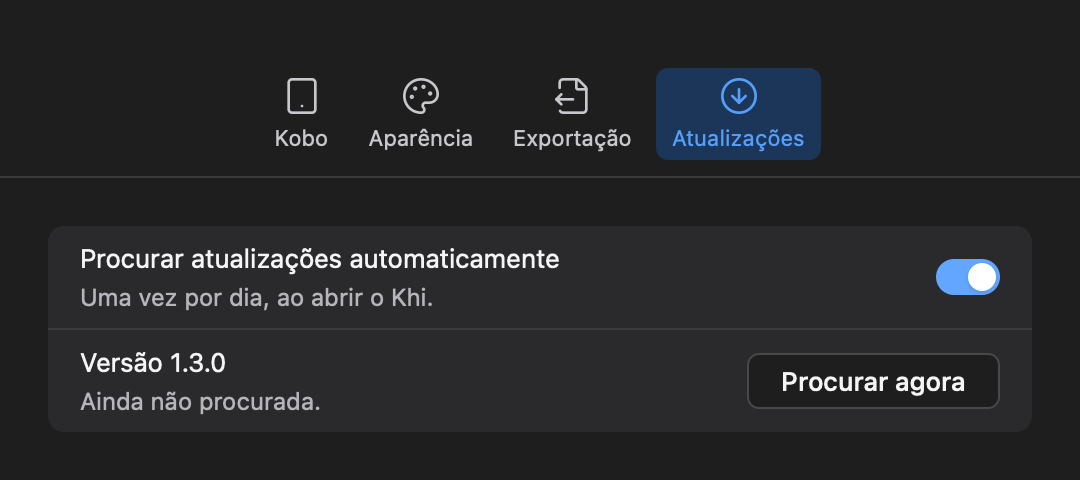 Kobo
Aparência
Exportação
Atualizações
Procurar atualizações automaticamente
Uma vez por dia, ao abrir o Khi.
Versão 1.3.0
Ainda não procurada.
Procurar agora